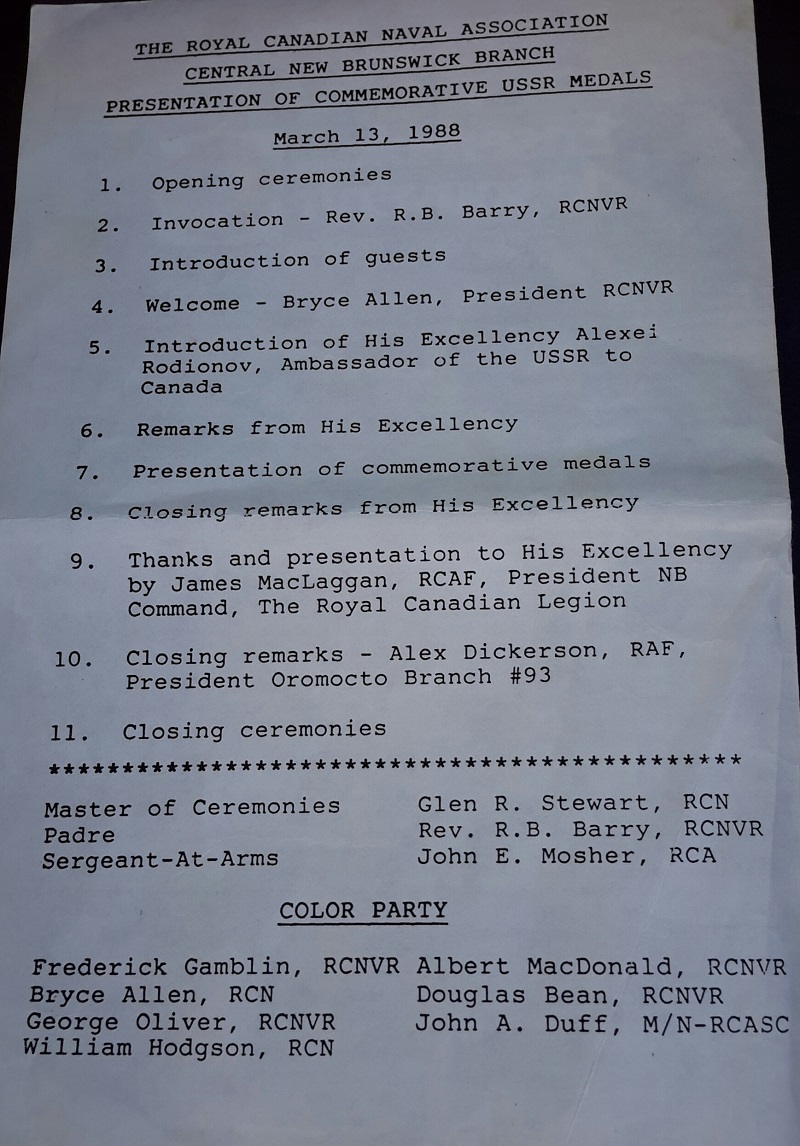 THE ROYAL CANADIAN NAVAL ASSOCIATION
CENTRAL NEW BRUNSWICK BRANCH
PRESENTATION OF COMMEMORATIVE USSR MEDALS
March 13, 1988
1. Opening ceremonies
2. Invocation - Rev. R.B. Barry, RCNVR
3. Introduction of guests
4. Welcome - Bryce Allen, President RCNVR
5. Introduction of His Excellency Alexei
Rodionov, Ambassador of the USSR to
Canada
6. Remarks from His Excellency
7. Presentation of commemorative medals
8. Closing remarks from His Excellency
9. Thanks and presentation to His Excellency
by James MacLaggan, RCAF, President NB
Command, The Royal Canadian Legion
10. Closing remarks - Alex Dickerson, RAF,
President Oromocto Branch #93
11. Closing ceremonies
************************************************
Master of Ceremonies Glen R. Stewart, RCN
Padre Rev. R.B. Barry, RCNVR
Sergeant-At-Arms John E. Mosher, RCA
COLOR PARTY
Frederick Gamblin, RCNVR Albert MacDonald, RCNVR
Bryce Allen, RCN Douglas Bean, RCNVR
George Oliver, RCNVR John A. Duff, M/N-RCASC
William Hodgson, RCN